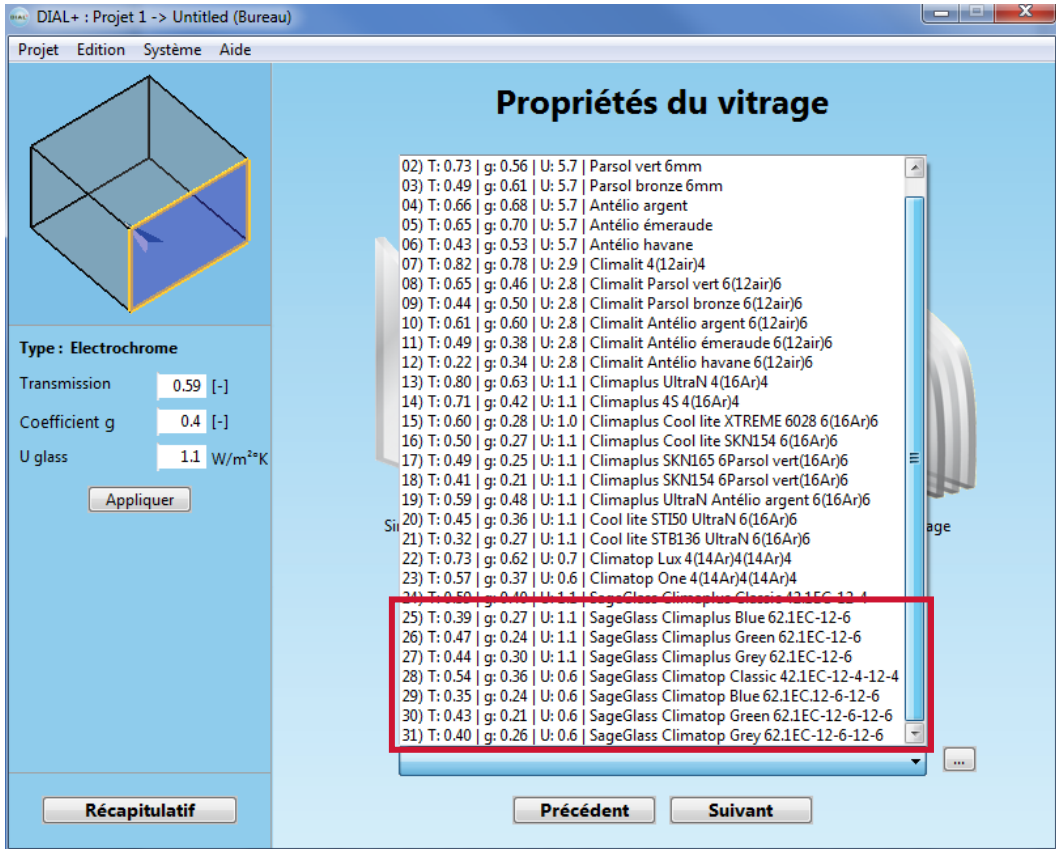 DIAL+ : Projet 1 -> Untitled (Bureau)
Projet Edition Système Aide
Propriétés du vitrage
02) T: 0.73 | g: 0.56 | U: 5.7 | Parsol vert 6mm
03) T: 0.49 | g: 0.61 | U: 5.7 | Parsol bronze 6mm
04) T: 0.66 | g: 0.68 | U: 5.7 | Antélio argent
05) T: 0.65 | g: 0.70 | U: 5.7 | Antélio émeraude
06) T: 0.43 | g: 0.53 | U: 5.7 | Antélio havane
07) T: 0.82 | g: 0.78 | U: 2.9 | Climalit 4(12air)4
08) T: 0.65 | g: 0.46 | U: 2.8 | Climalit Parsol vert 6(12air)6
09) T: 0.44 | g: 0.50 | U: 2.8 | Climalit Parsol bronze 6(12air)6
10) T: 0.61 | g: 0.60 | U: 2.8 | Climalit Antélio argent 6(12air)6
11) T: 0.49 | g: 0.38 | U: 2.8 | Climalit Antélio émeraude 6(12air)6
12) T: 0.22 | g: 0.34 | U: 2.8 | Climalit Antélio havane 6(12air)6
13) T: 0.80 | g: 0.63 | U: 1.1 | Climaplus UltraN 4(16Ar)4
14) T: 0.71 | g: 0.42 | U: 1.1 | Climaplus 4S 4(16Ar)4
15) T: 0.60 | g: 0.28 | U: 1.0 | Climaplus Cool lite XTREME 6028 6(16Ar)6
16) T: 0.50 | g: 0.27 | U: 1.1 | Climaplus Cool lite SKN154 6(16Ar)6
17) T: 0.49 | g: 0.25 | U: 1.1 | Climaplus SKN165 6Parsol vert(16Ar)6
18) T: 0.41 | g: 0.21 | U: 1.1 | Climaplus SKN154 6Parsol vert(16Ar)6
19) T: 0.59 | g: 0.48 | U: 1.1 | Climaplus UltraN Antélio argent 6(16Ar)6
20) T: 0.45 | g: 0.36 | U: 1.1 | Cool lite STI50 UltraN 6(16Ar)6
21) T: 0.32 | g: 0.27 | U: 1.1 | Cool lite STB136 UltraN 6(16Ar)6
22) T: 0.73 | g: 0.62 | U: 0.7 | Climatop Lux 4(14Ar)4(14Ar)4
23) T: 0.57 | g: 0.37 | U: 0.6 | Climatop One 4(14Ar)4(14Ar)4
24) T: 0.59 | g: 0.40 | U: 1.1 | SageGlass Climaplus Classic 42.1EC-12-4
25) T: 0.39 | g: 0.27 | U: 1.1 | SageGlass Climaplus Blue 62.1EC-12-6
26) T: 0.47 | g: 0.24 | U: 1.1 | SageGlass Climaplus Green 62.1EC-12-6
27) T: 0.44 | g: 0.30 | U: 1.1 | SageGlass Climaplus Grey 62.1EC-12-6
28) T: 0.54 | g: 0.36 | U: 0.6 | SageGlass Climatop Classic 42.1EC-12-4-12-4
29) T: 0.35 | g: 0.24 | U: 0.6 | SageGlass Climatop Blue 62.1EC.12-6-12-6
30) T: 0.43 | g: 0.21 | U: 0.6 | SageGlass Climatop Green 62.1EC-12-6-12-6
31) T: 0.40 | g: 0.26 | U: 0.6 | SageGlass Climatop Grey 62.1EC-12-6-12-6
Type : Electrochrome
Transmission 0.59 [-]
Coefficient g 0.4 [-]
U glass 1.1 W/m²°K
Appliquer
Récapitulatif
...
Précédent Suivant